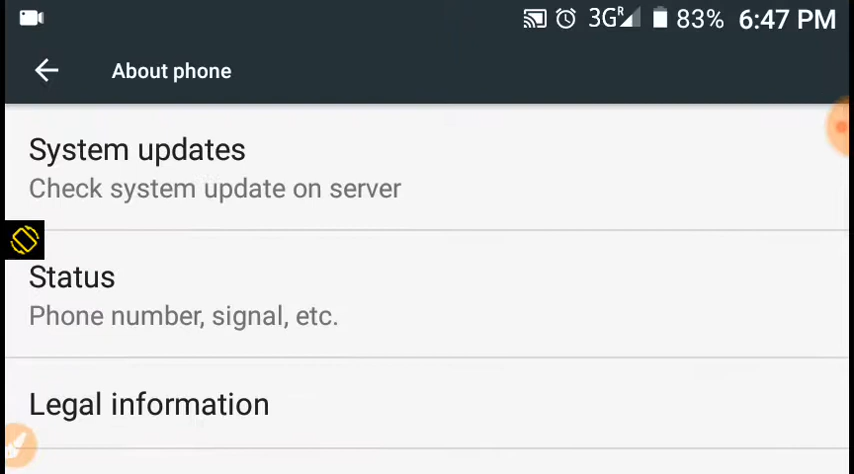 3G R 83% 6:47 PM
About phone
System updates
Check system update on server
Status
Phone number, signal, etc.
Legal information